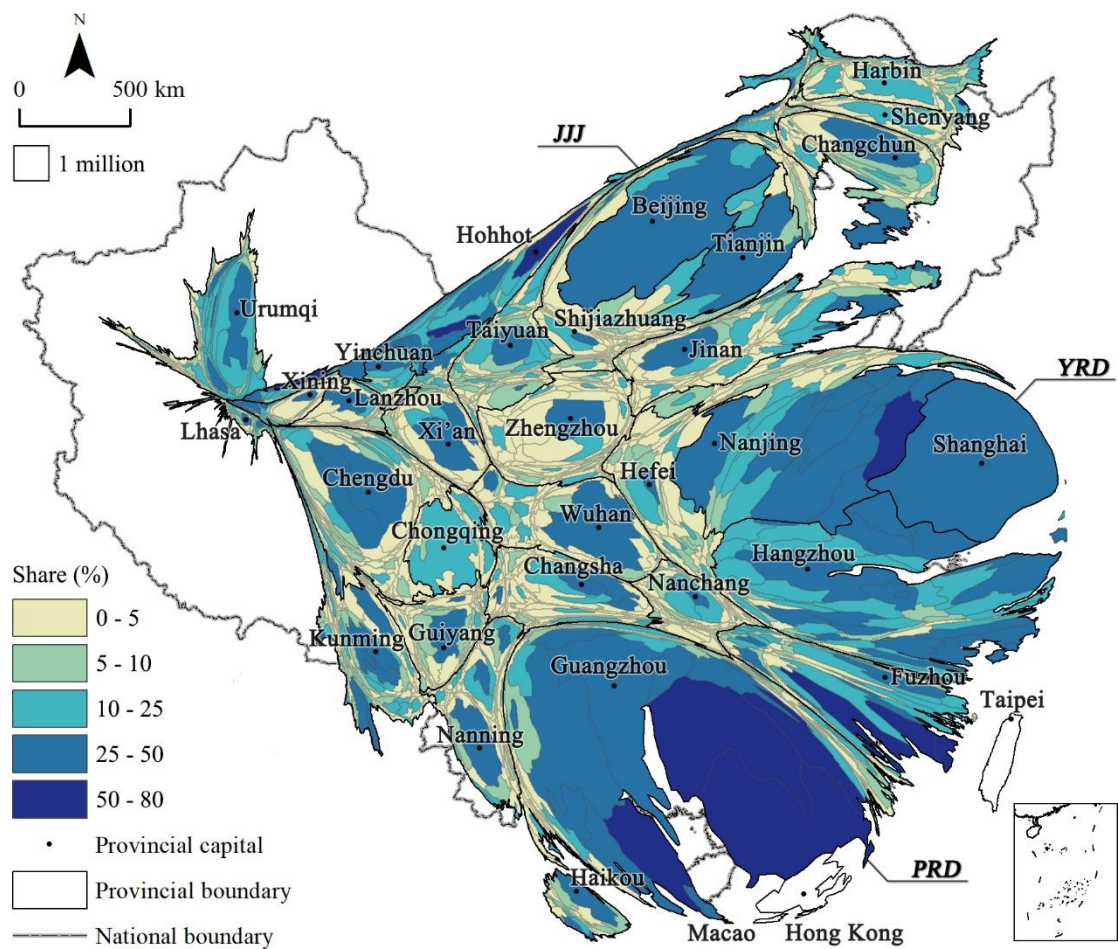 N
0 500 km
1 million
JJJ
Harbin
Shenyang
Changchun
Beijing
Hohhot
Tianjin
Urumqi
Taiyuan
Shijiazhuang
Yinchuan
Jinan
Xining
Lanzhou
YRD
Lhasa
Xi'an
Zhengzhou
Nanjing
Shanghai
Chengdu
Hefei
Wuhan
Chongqing
Hangzhou
Changsha
Nanchang
Kunming
Guiyang
Guangzhou
Fuzhou
Taipei
Nanning
PRD
Haikou
Macao
Hong Kong
Share (%)
0 - 5
5 - 10
10 - 25
25 - 50
50 - 80
Provincial capital
Provincial boundary
National boundary